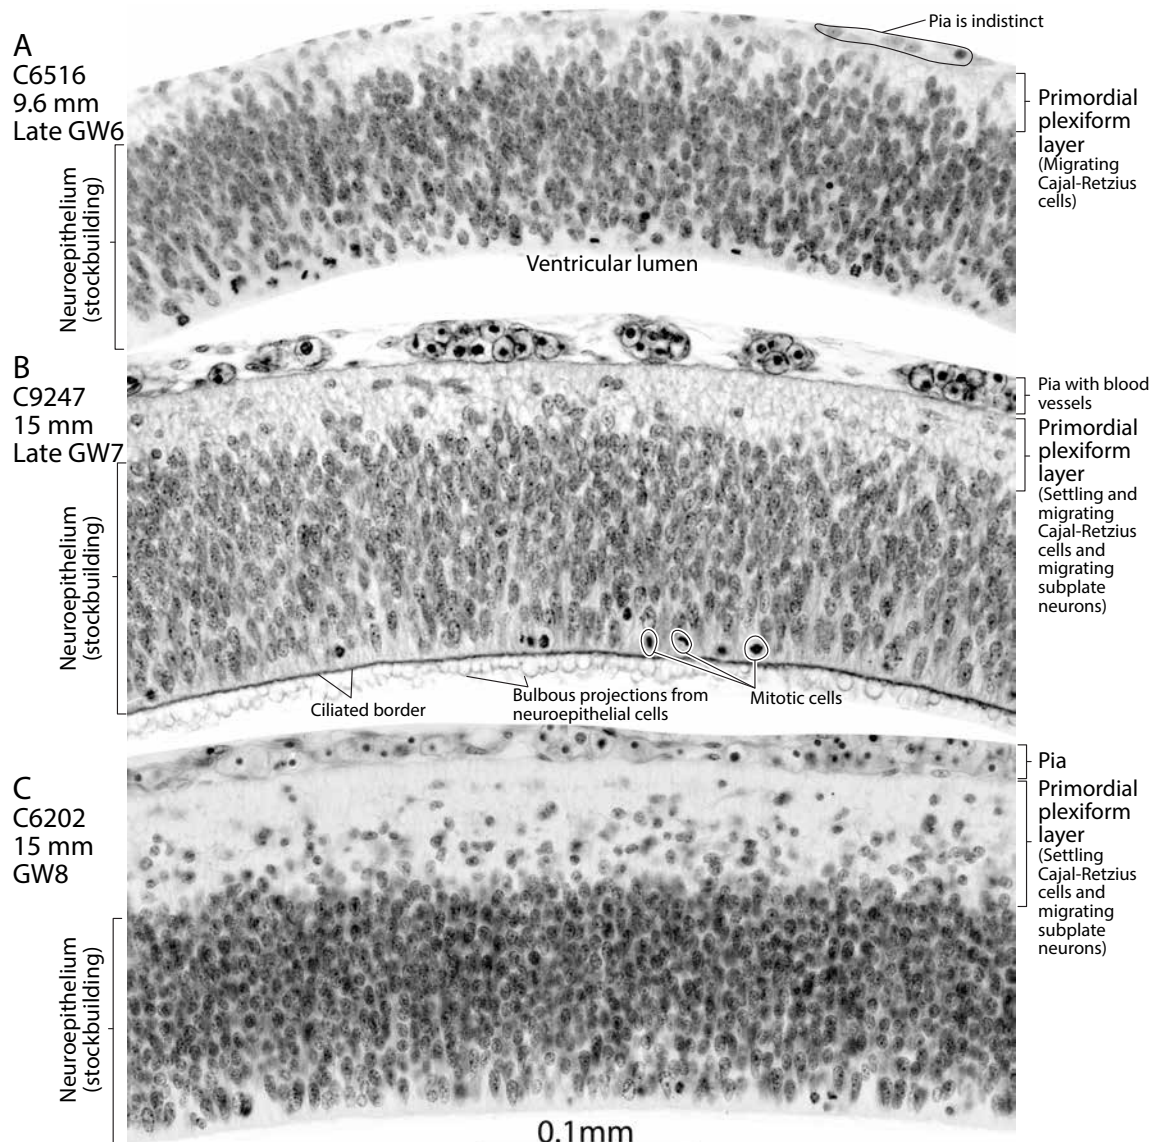 Pia is indistinct
A
C6516
9.6 mm
Late GW6
Neuroepithelium
(stockbuilding)
Primordial
plexiform
layer
(Migrating
Cajal-Retzius
cells)
Ventricular lumen
B
C9247
15 mm
Late GW7
Neuroepithelium
(stockbuilding)
Pia with blood
vessels
Primordial
plexiform
layer
(Settling and
migrating
Cajal-Retzius
cells and
migrating
subplate
neurons)
Ciliated border
Bulbous projections from
neuroepithelial cells
Mitotic cells
C
C6202
15 mm
GW8
Neuroepithelium
(stockbuilding)
Pia
Primordial
plexiform
layer
(Settling
Cajal-Retzius
cells and
migrating
subplate
neurons)
0.1mm